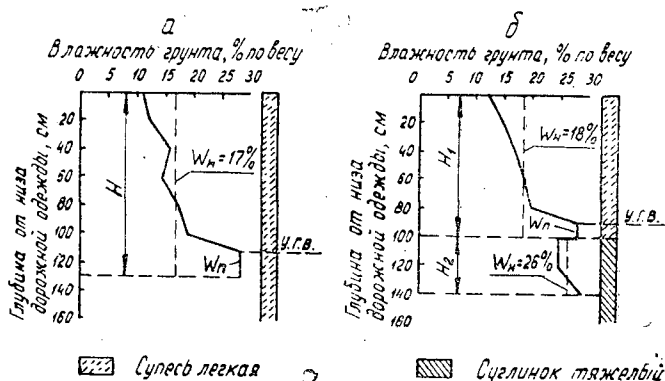 а
Влажность грунта, % по весу
0 5 10 15 20 25 30
Глубина от низа
дорожной одежды, см
20
40
60
80
100
120
140
160
H
Wн=17%
Wп
У.Г.В.
Супесь легкая
б
Влажность грунта, % по весу
0 5 10 15 20 25 30
Глубина от низа
дорожной одежды, см
20
40
60
80
100
120
140
160
H1
H2
Wн=18%
Wп
Wн=26%
У.Г.В.
Суглинок тяжелый